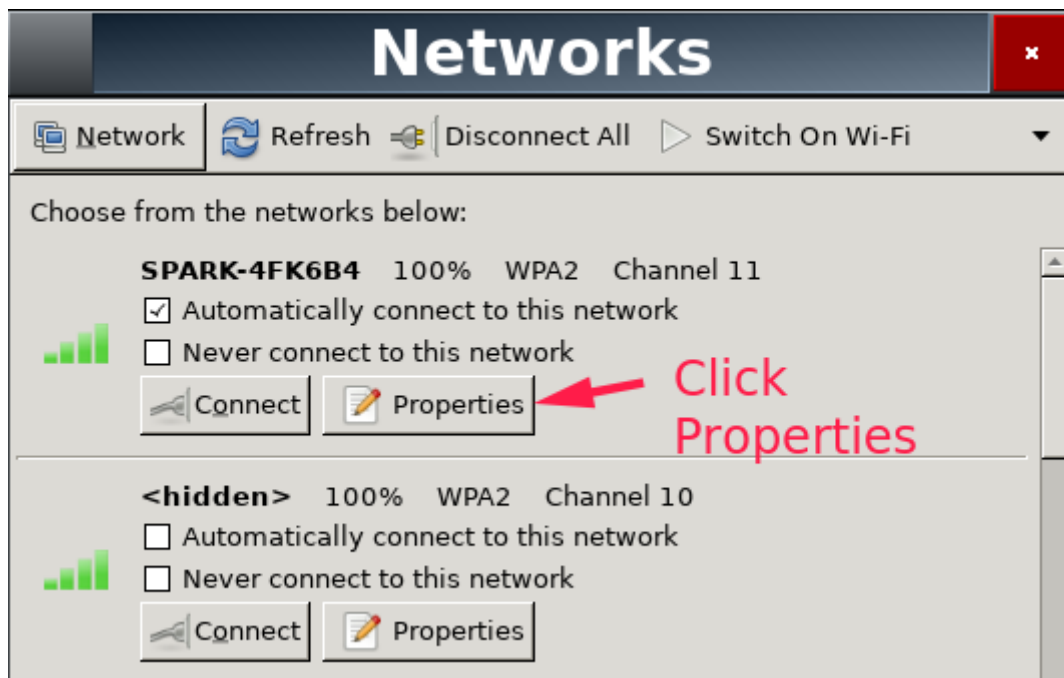 Networks
Network Refresh Disconnect All Switch On Wi-Fi
Choose from the networks below:
SPARK-4FK6B4 100% WPA2 Channel 11
Automatically connect to this network
Never connect to this network
Connect Properties
Click
Properties
<hidden> 100% WPA2 Channel 10
Automatically connect to this network
Never connect to this network
Connect Properties